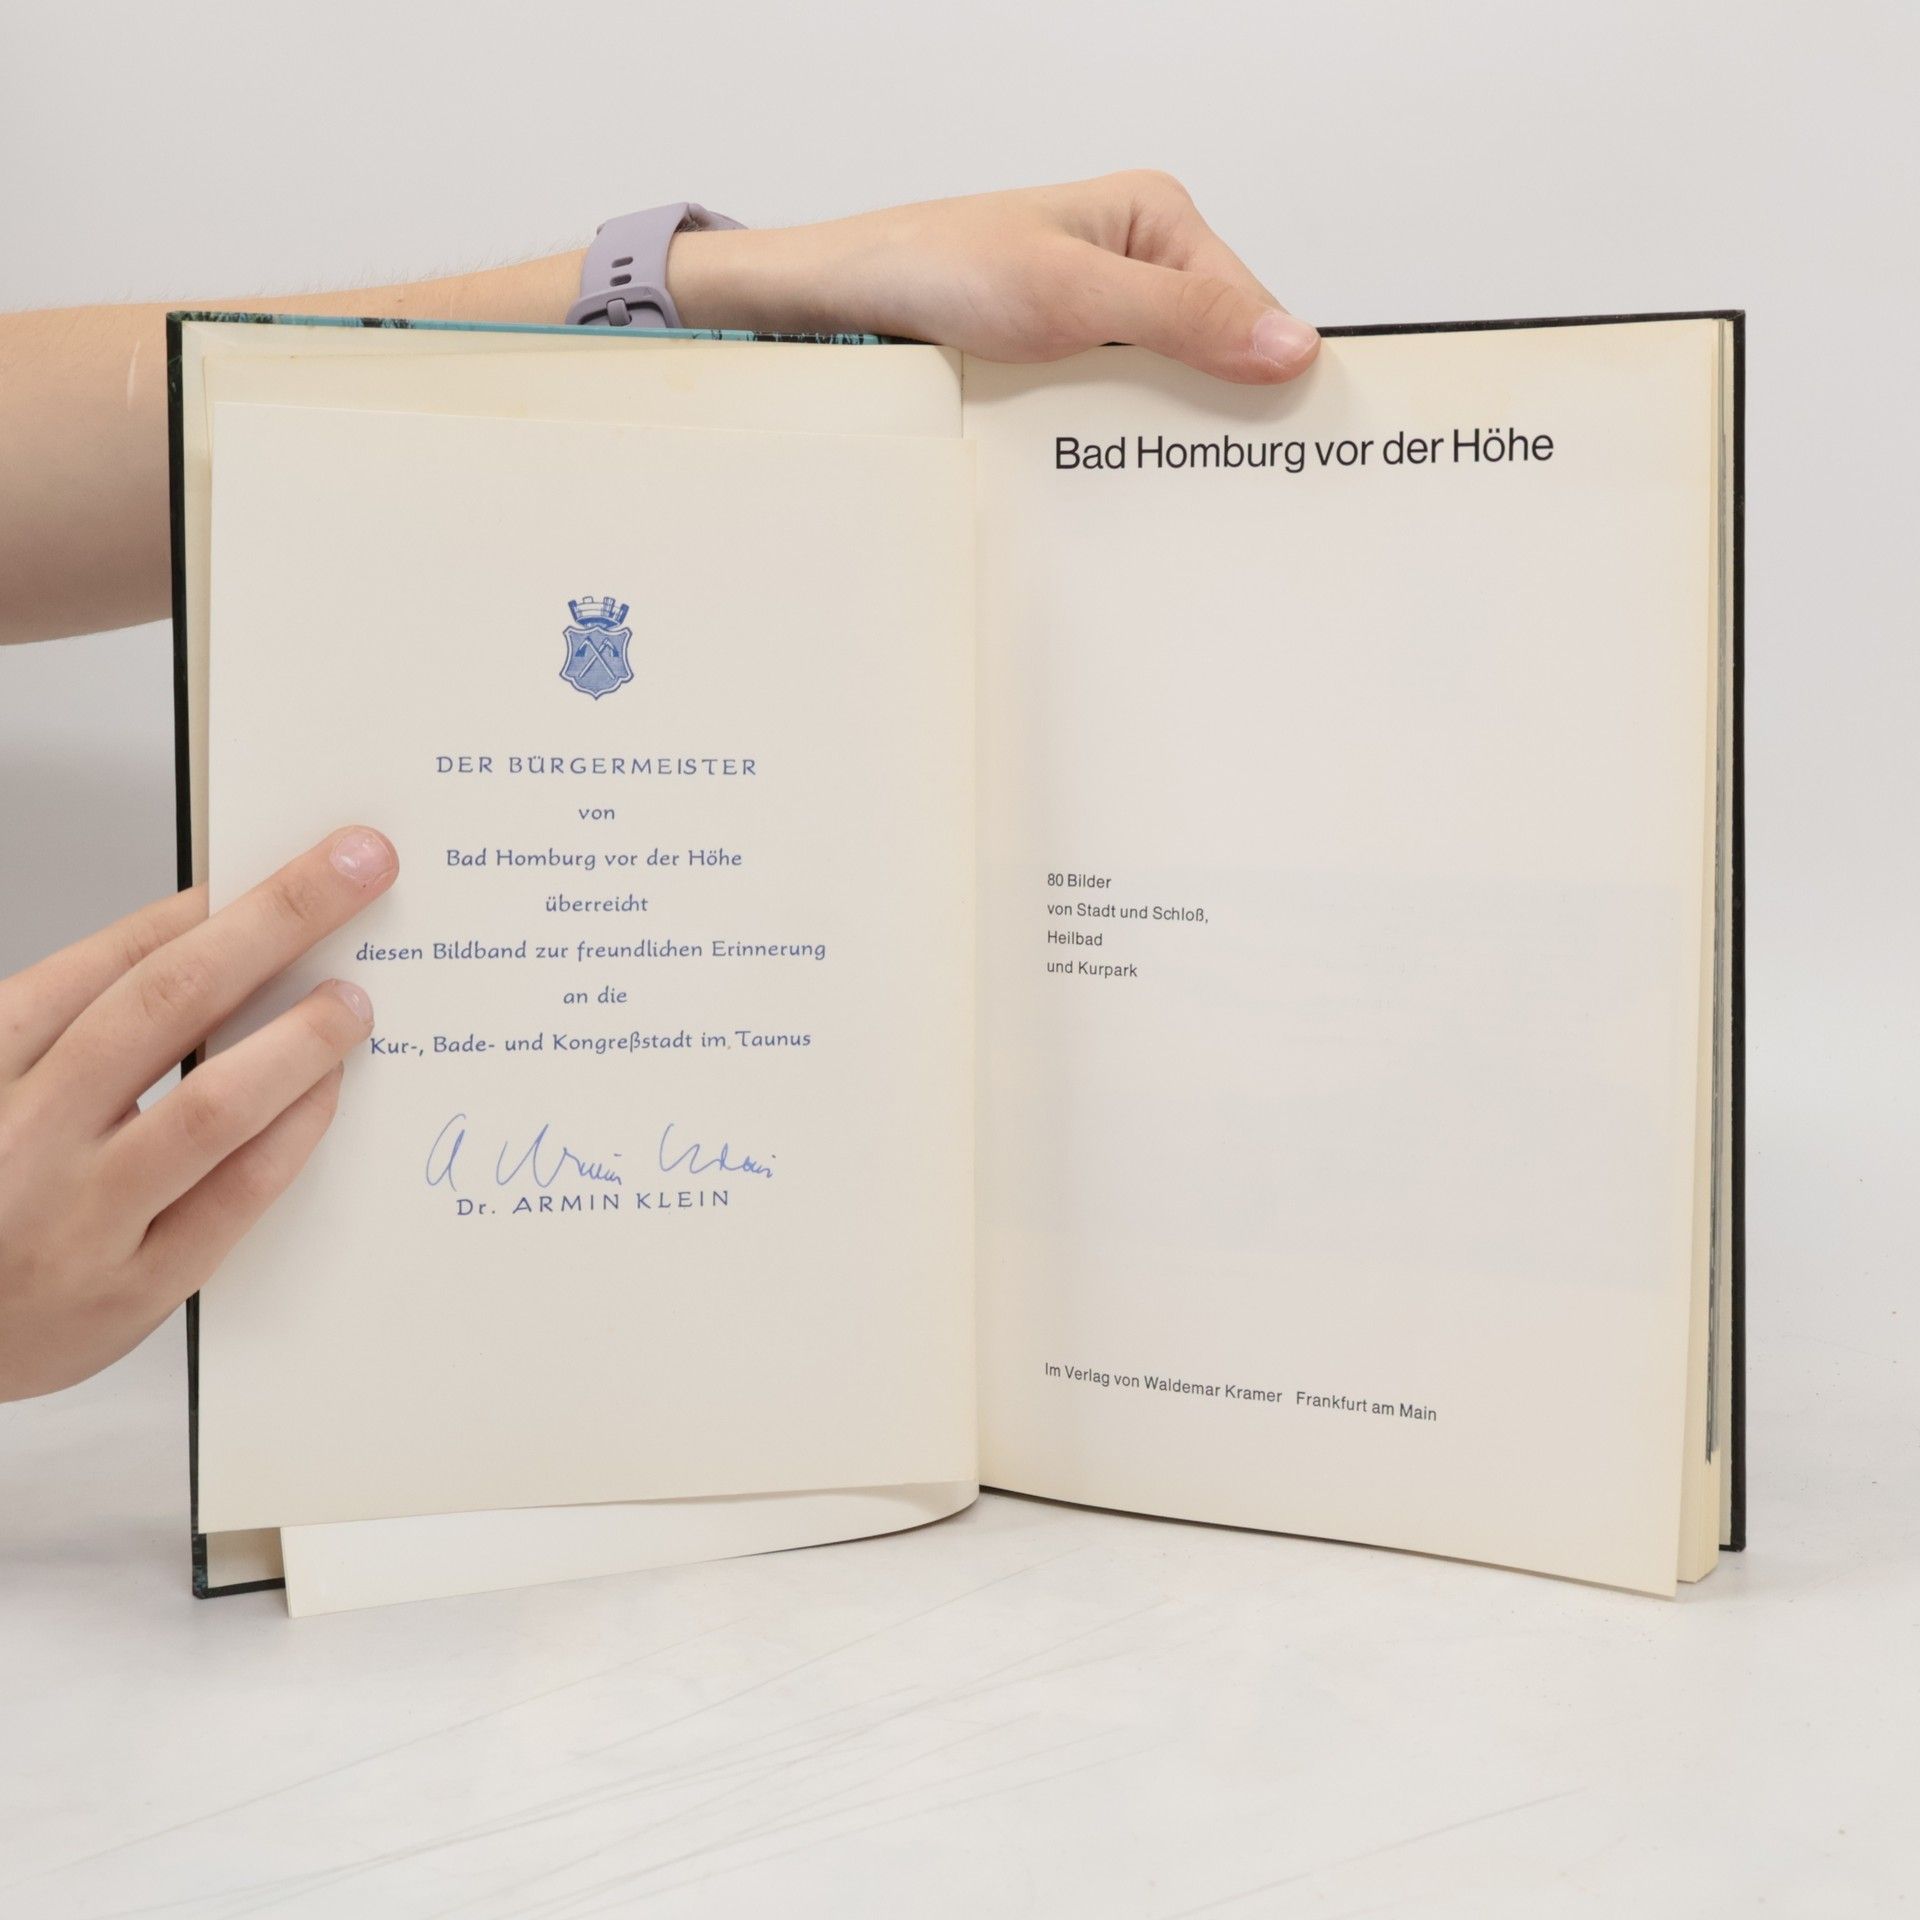 DER BÜRGERMEISTER
von
Bad Homburg vor der Höhe
überreicht
diesen Bildband zur freundlichen Erinnerung
an die
Kur-, Bade- und Kongreßstadt im Taunus
Dr. ARMIN KLEIN
Bad Homburg vor der Höhe
80 Bilder
von Stadt und Schloß,
Heilbad
und Kurpark
Im Verlag von Waldemar Kramer Frankfurt am Main